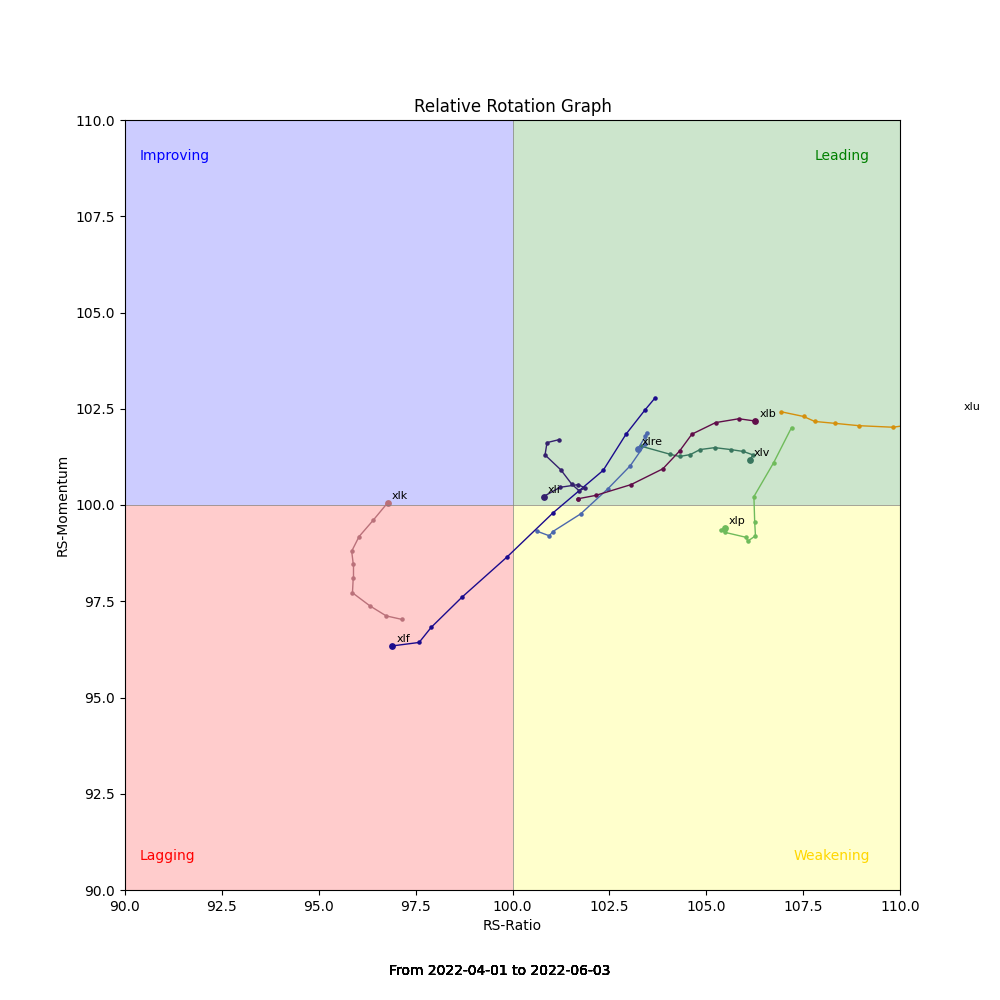 Relative Rotation Graph
110.0
Improving
Leading
107.5
105.0
RS-Momentum
102.5
xlu
xlb
xlre
xlv
xli
100.0
xlk
xlp
97.5
xlf
95.0
92.5
Lagging
Weakening
90.0
90.0 92.5 95.0 97.5 100.0 102.5 105.0 107.5 110.0
RS-Ratio
From 2022-04-01 to 2022-06-03